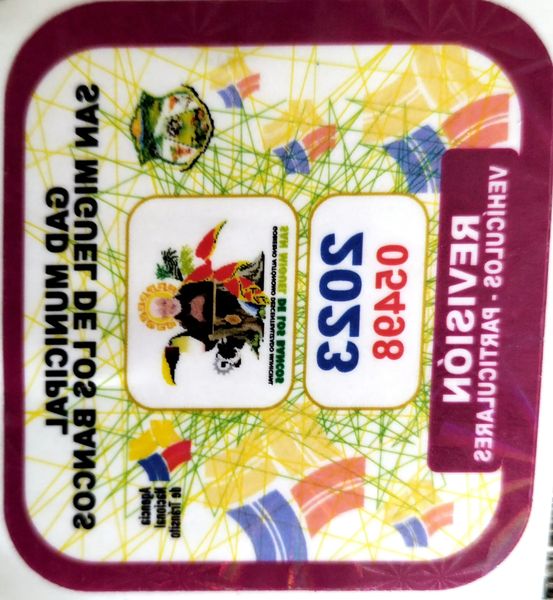 VEHÍCULOS - PARTICULARES
REVISIÓN
05498
2023
SAN MIGUEL DE LOS BANCOS
GOBIERNO AUTÓNOMO DESCENTRALIZADO MUNICIPAL
Agencia
Nacional
de Tránsito
GAD MUNICIPAL
SAN MIGUEL DE LOS BANCOS